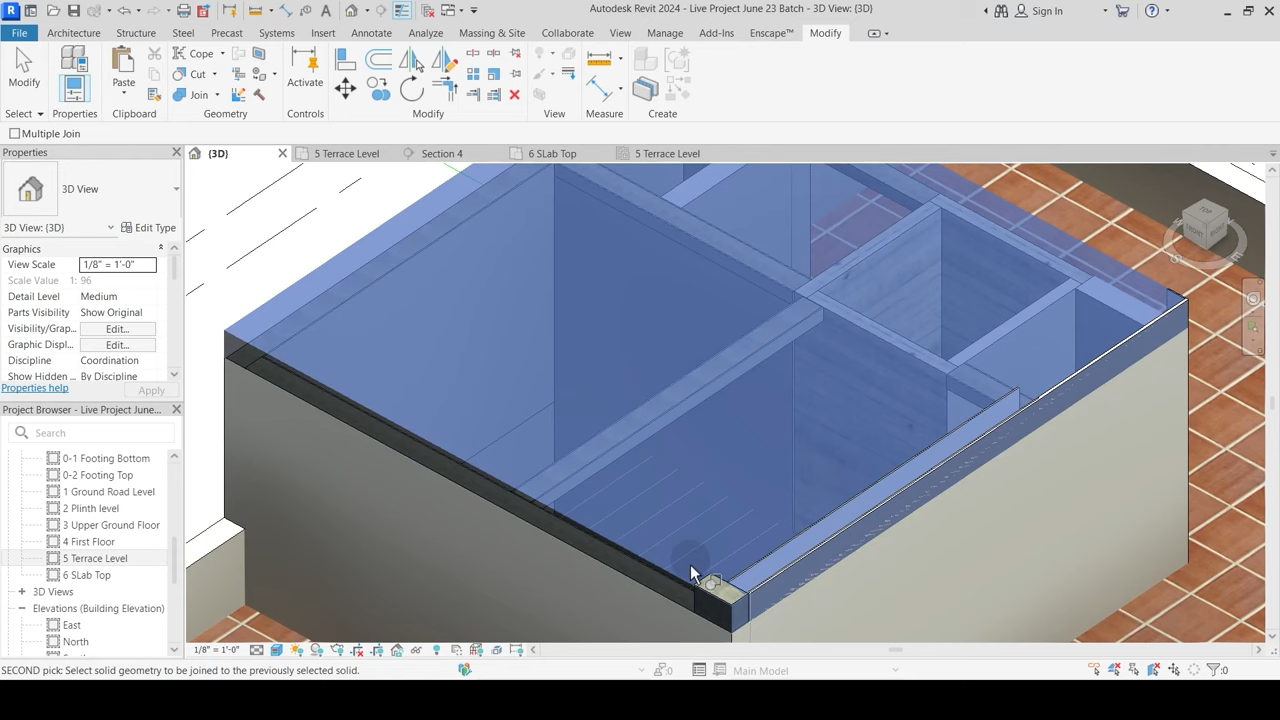 Autodesk Revit 2024 - Live Project June 23 Batch - 3D View: {3D}
Sign In
File Architecture Structure Steel Precast Systems Insert Annotate Analyze Massing & Site Collaborate View Manage Add-Ins Enscape™ Modify
Modify Paste Cope Cut Join Activate
Select Properties Clipboard Geometry Controls Modify View Measure Create
Multiple Join
Properties
{3D} 5 Terrace Level Section 4 6 SLab Top 5 Terrace Level
3D View
3D View: {3D} Edit Type
Graphics
View Scale 1/8" = 1'-0"
Scale Value 1: 96
Detail Level Medium
Parts Visibility Show Original
Visibility/Grap... Edit...
Graphic Displ... Edit...
Discipline Coordination
Show Hidden By Discipline
Properties help Apply
Project Browser - Live Project June...
Search
0-1 Footing Bottom
0-2 Footing Top
1 Ground Road Level
2 Plinth level
3 Upper Ground Floor
4 First Floor
5 Terrace Level
6 SLab Top
3D Views
Elevations (Building Elevation)
East
North
TOP
FRONT
1/8" = 1'-0"
SECOND pick: Select solid geometry to be joined to the previously selected solid.
:0
Main Model
:0